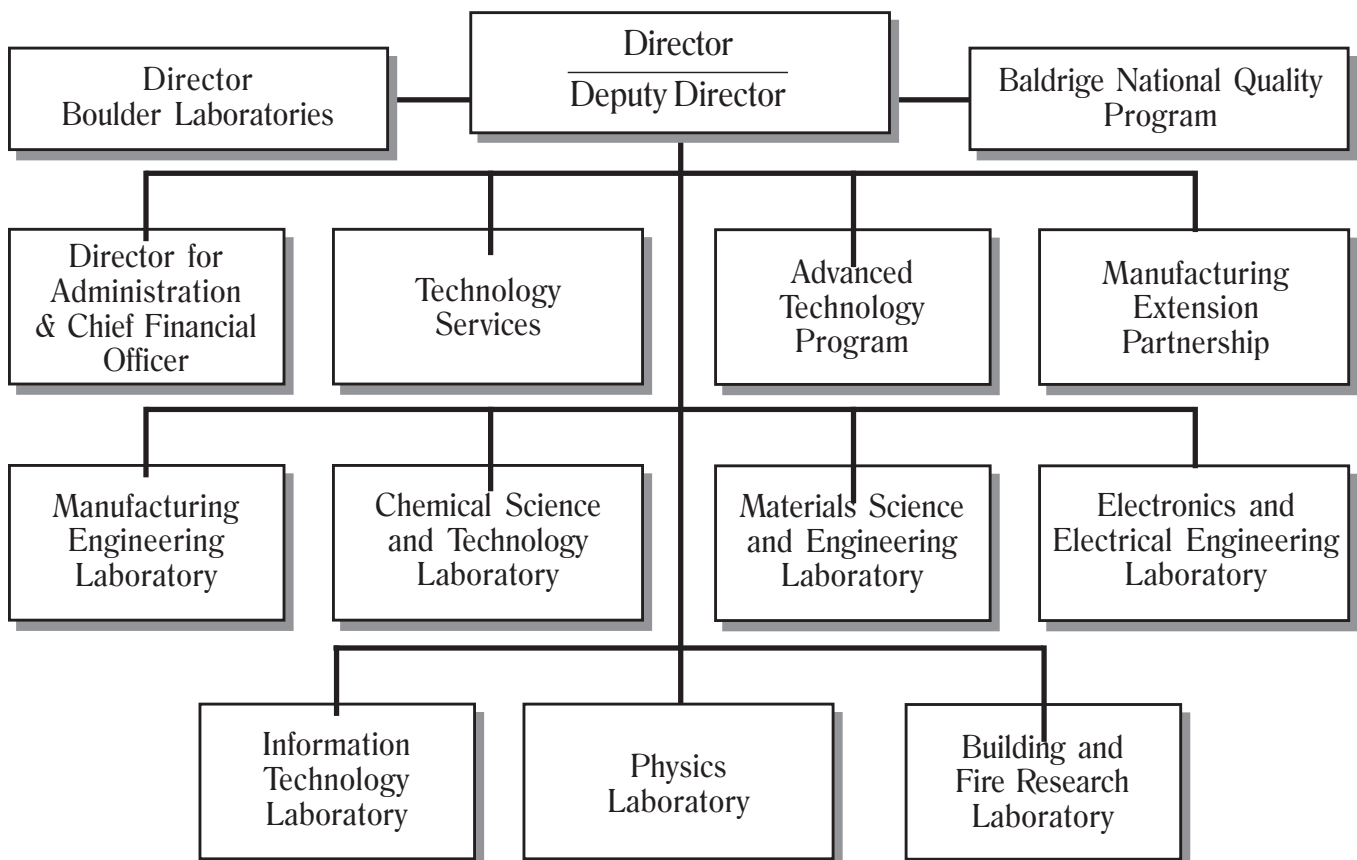 Director
Deputy Director
Director
Boulder Laboratories
Baldrige National Quality
Program
Director for
Administration
& Chief Financial
Officer
Technology
Services
Advanced
Technology
Program
Manufacturing
Extension
Partnership
Manufacturing
Engineering
Laboratory
Chemical Science
and Technology
Laboratory
Materials Science
and Engineering
Laboratory
Electronics and
Electrical Engineering
Laboratory
Information
Technology
Laboratory
Physics
Laboratory
Building and
Fire Research
Laboratory